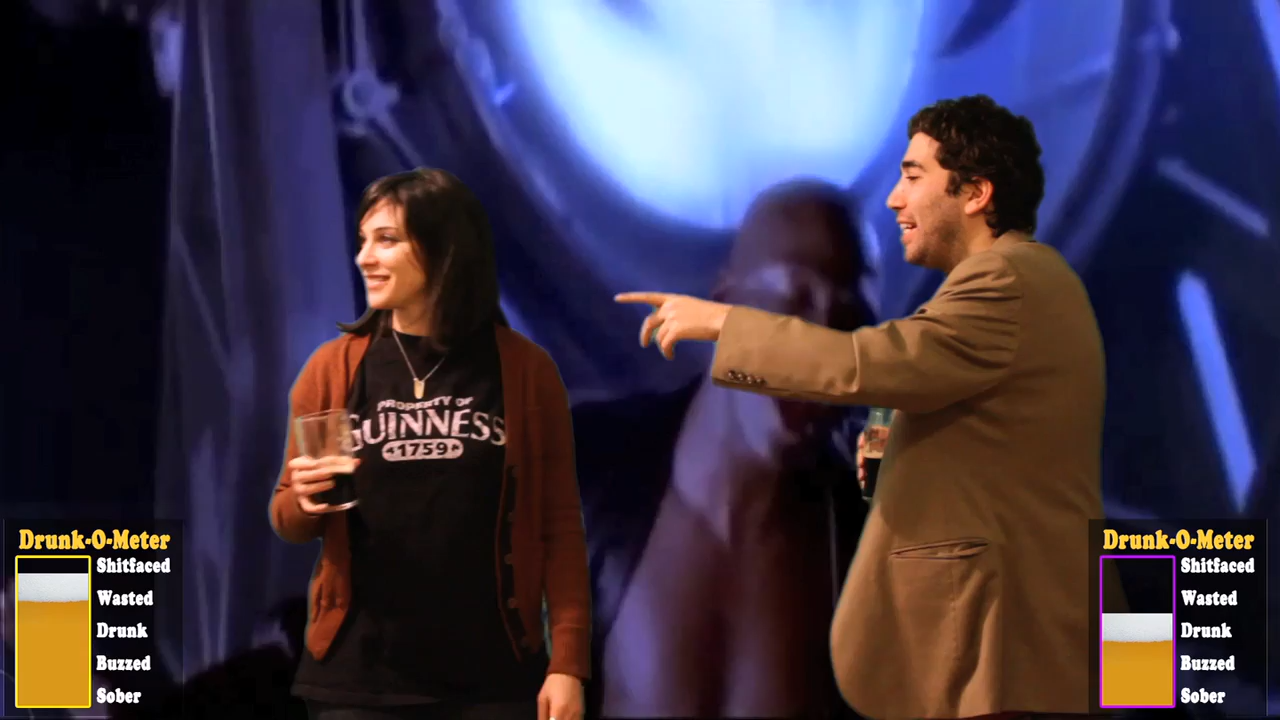 PROPERTY OF
GUINNESS
1759
Drunk-O-Meter
Shitfaced
Wasted
Drunk
Buzzed
Sober
Drunk-O-Meter
Shitfaced
Wasted
Drunk
Buzzed
Sober